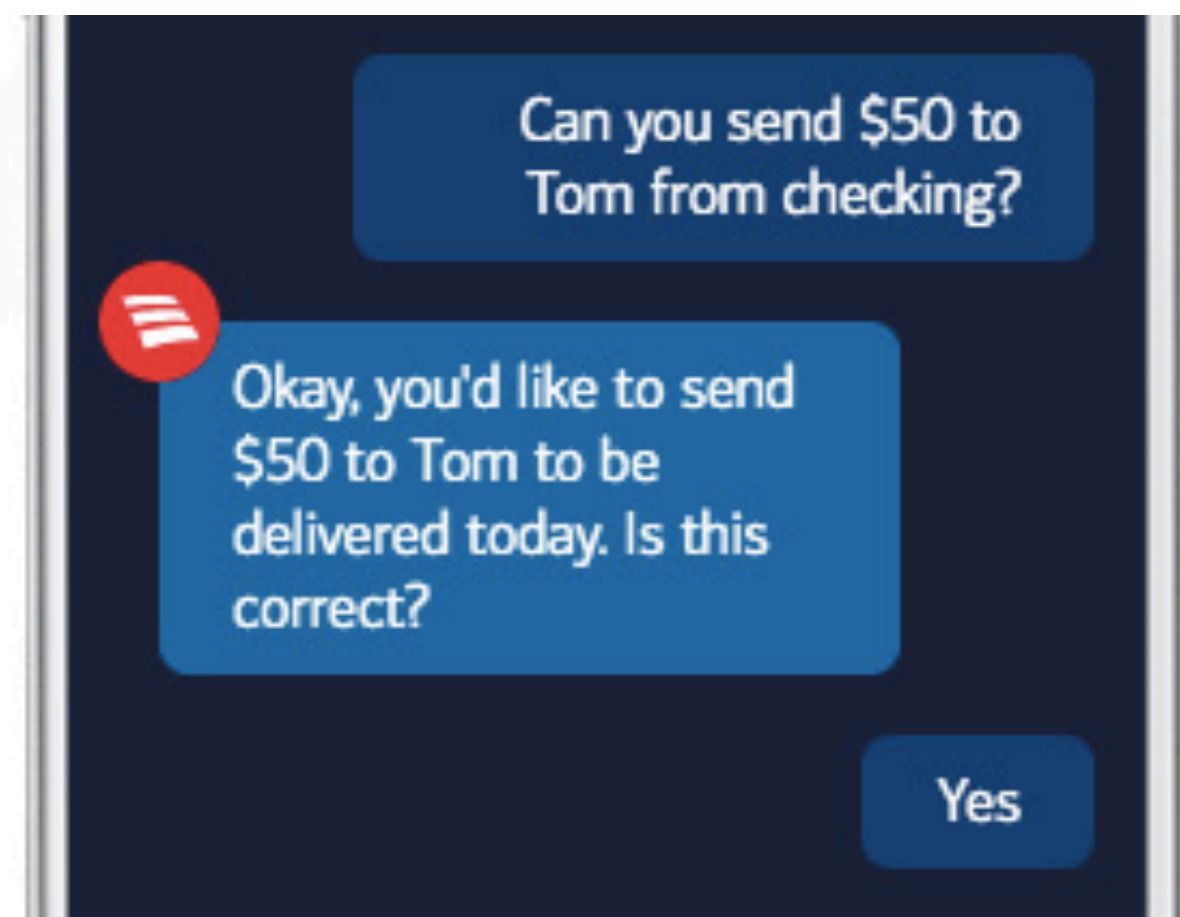 Can you send $50 to
Tom from checking?
Okay, you'd like to send
$50 to Tom to be
delivered today. Is this
correct?
Yes